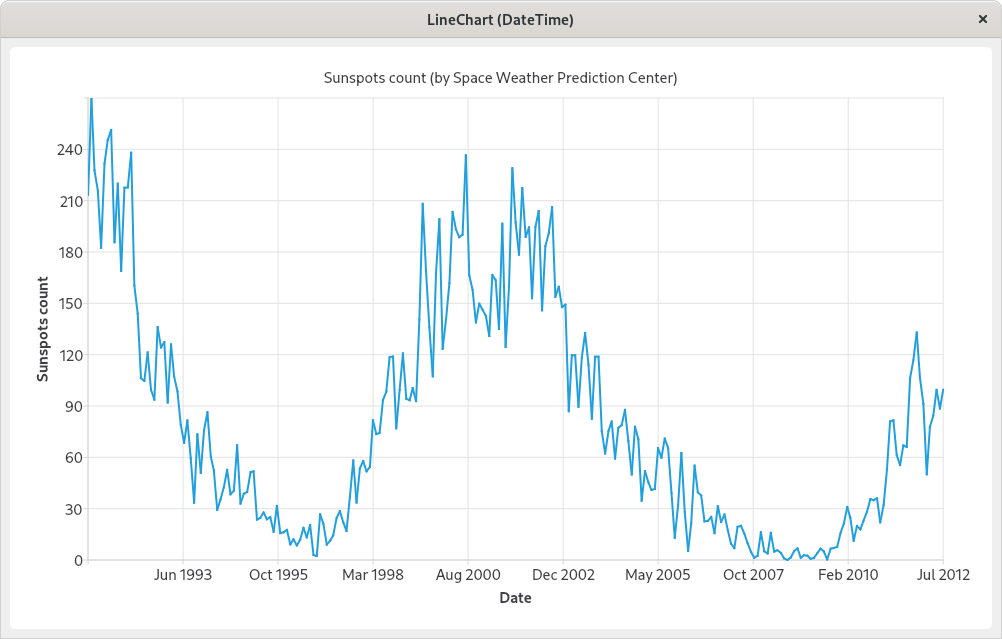 LineChart (DateTime)
×
Sunspots count (by Space Weather Prediction Center)
240
210
180
150
120
90
60
30
0
Sunspots count
Jun 1993 Oct 1995 Mar 1998 Aug 2000 Dec 2002 May 2005 Oct 2007 Feb 2010 Jul 2012
Date